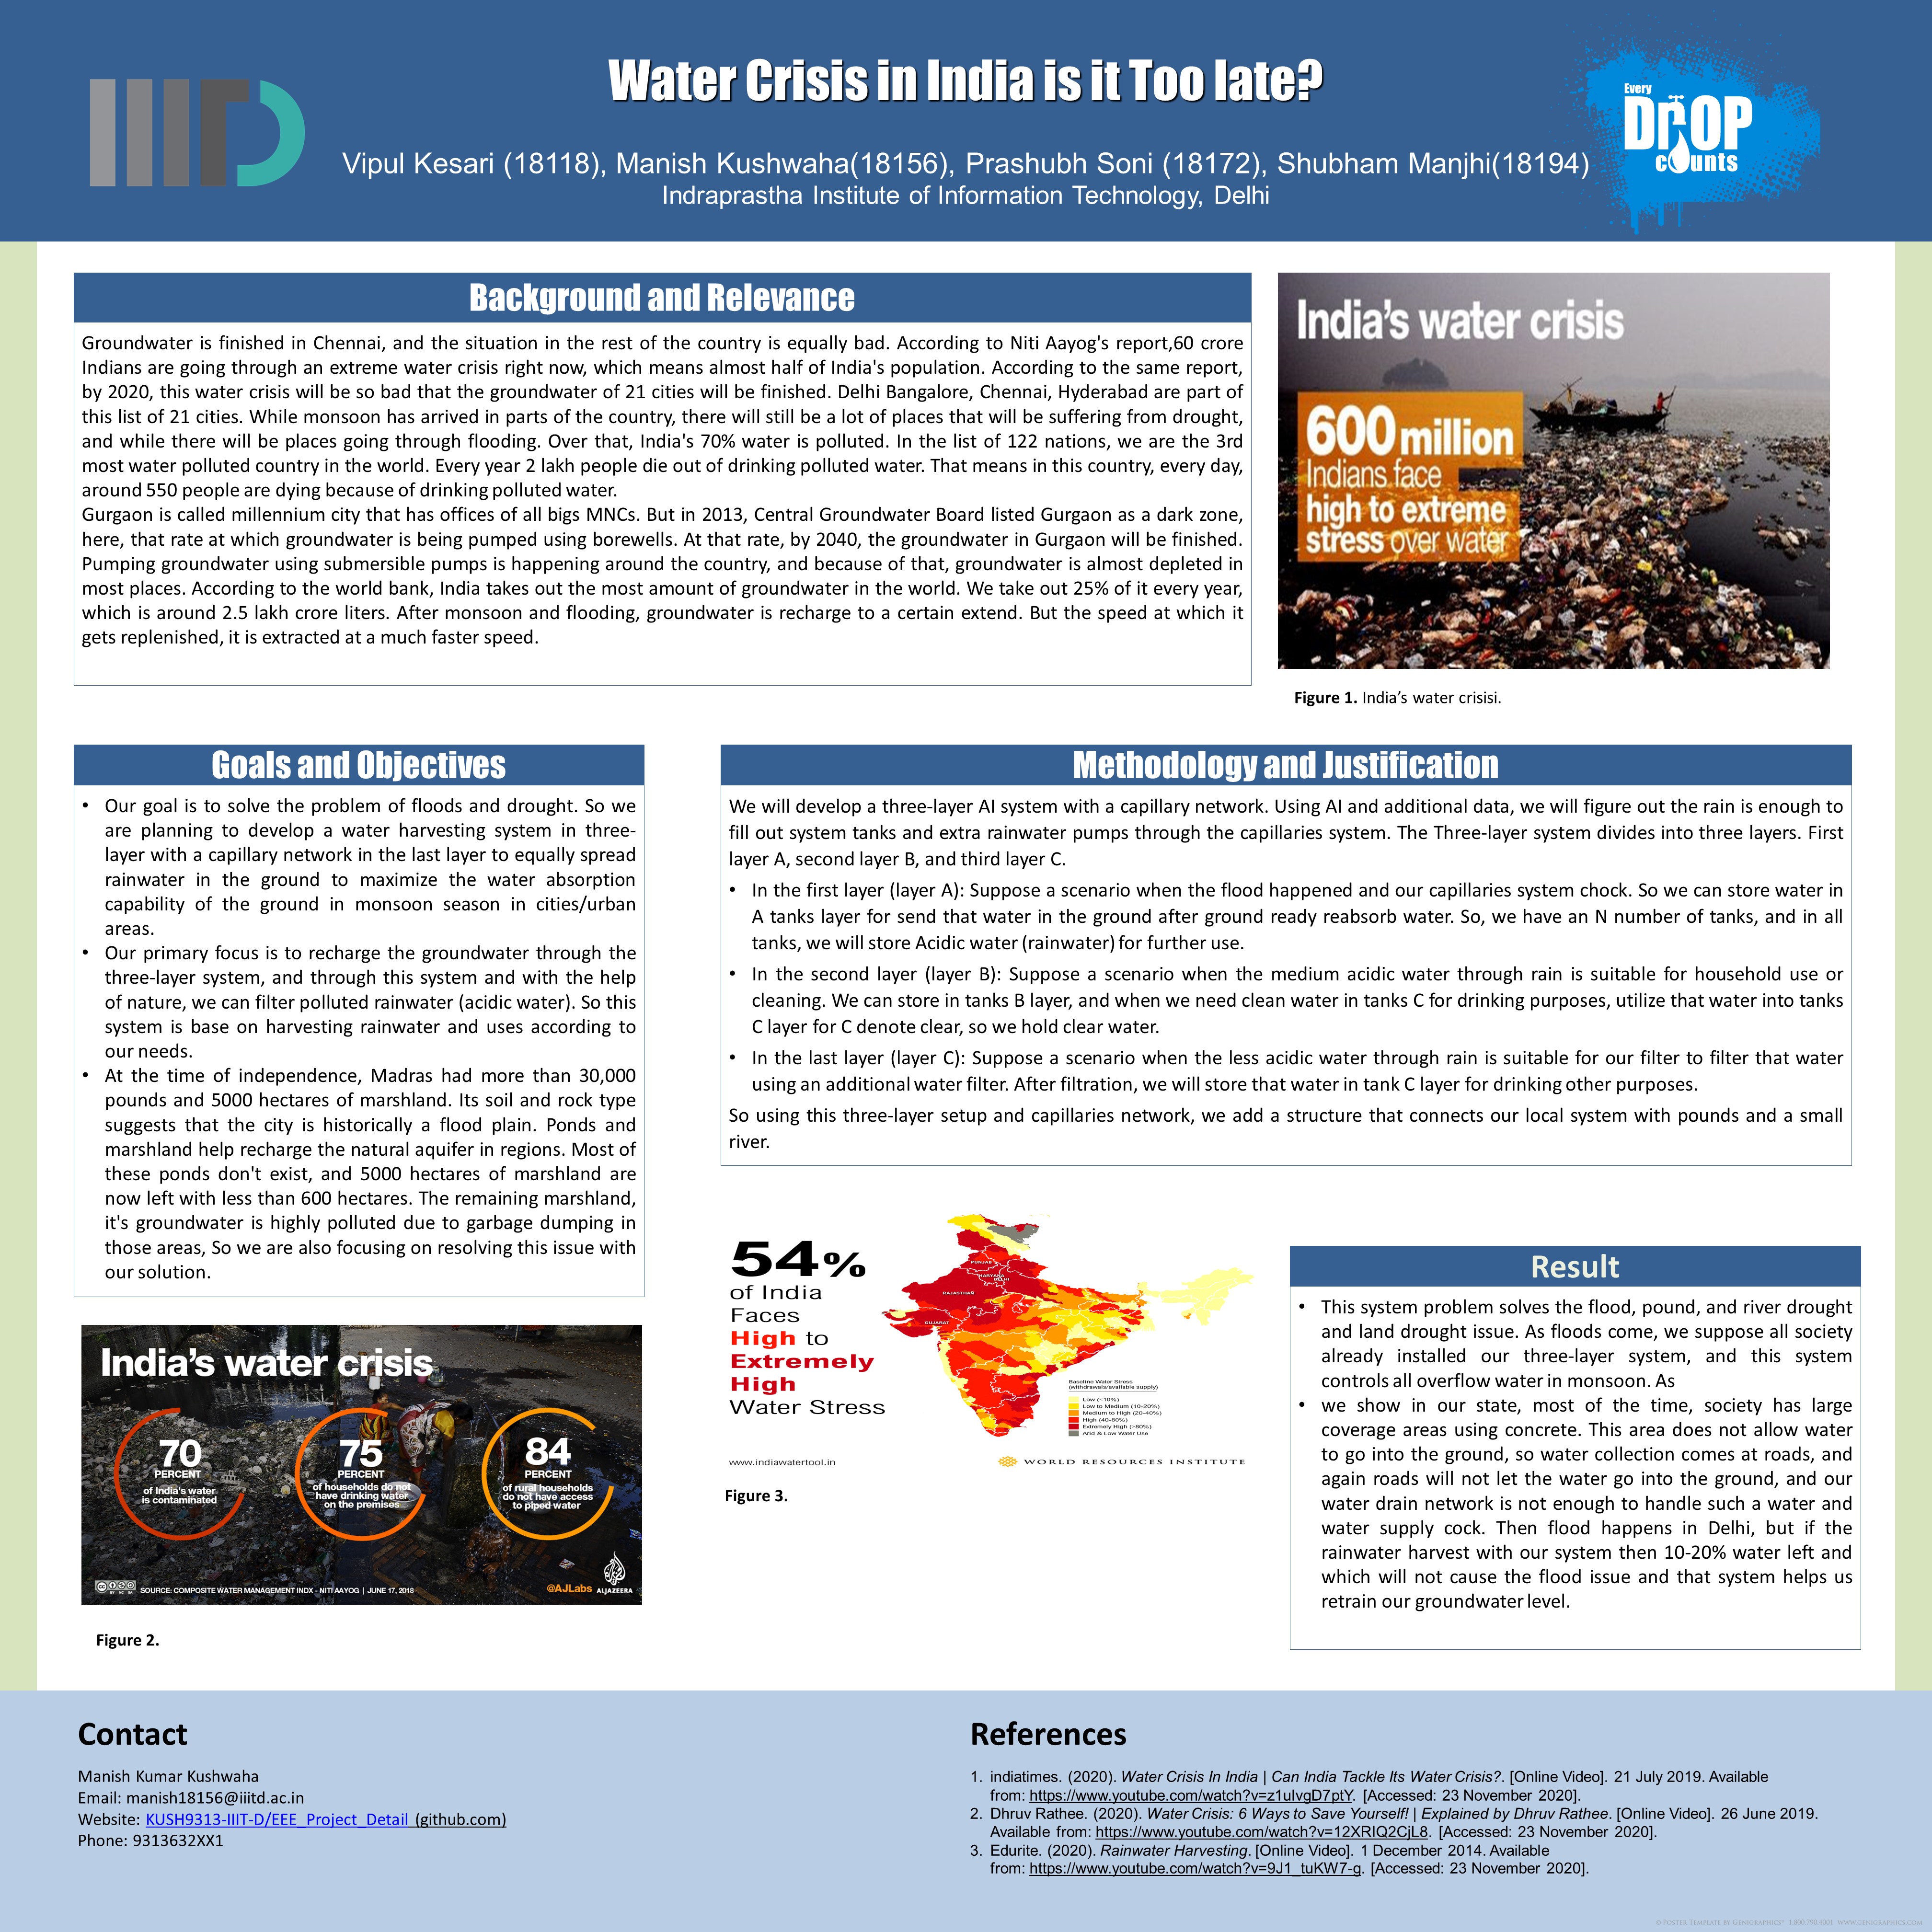 Water Crisis in India is it Too late?
Vipul Kesari (18118), Manish Kushwaha(18156), Prashubh Soni (18172), Shubham Manjhi(18194)
Indraprastha Institute of Information Technology, Delhi
IIITD
Every
DrOP
counts
Background and Relevance
Groundwater is finished in Chennai, and the situation in the rest of the country is equally bad. According to Niti Aayog's report,60 crore
Indians are going through an extreme water crisis right now, which means almost half of India's population. According to the same report,
by 2020, this water crisis will be so bad that the groundwater of 21 cities will be finished. Delhi Bangalore, Chennai, Hyderabad are part of
this list of 21 cities. While monsoon has arrived in parts of the country, there will still be a lot of places that will be suffering from drought,
and while there will be places going through flooding. Over that, India's 70% water is polluted. In the list of 122 nations, we are the 3rd
most water polluted country in the world. Every year 2 lakh people die out of drinking polluted water. That means in this country, every day,
around 550 people are dying because of drinking polluted water.
Gurgaon is called millennium city that has offices of all bigs MNCs. But in 2013, Central Groundwater Board listed Gurgaon as a dark zone,
here, that rate at which groundwater is being pumped using borewells. At that rate, by 2040, the groundwater in Gurgaon will be finished.
Pumping groundwater using submersible pumps is happening around the country, and because of that, groundwater is almost depleted in
most places. According to the world bank, India takes out the most amount of groundwater in the world. We take out 25% of it every year,
which is around 2.5 lakh crore liters. After monsoon and flooding, groundwater is recharge to a certain extend. But the speed at which it
gets replenished, it is extracted at a much faster speed.
India's water crisis
600 million
Indians face
high to extreme
stress over water
Figure 1. India's water crisisi.
Goals and Objectives
• Our goal is to solve the problem of floods and drought. So we
are planning to develop a water harvesting system in three-
layer with a capillary network in the last layer to equally spread
rainwater in the ground to maximize the water absorption
capability of the ground in monsoon season in cities/urban
areas.
• Our primary focus is to recharge the groundwater through the
three-layer system, and through this system and with the help
of nature, we can filter polluted rainwater (acidic water). So this
system is base on harvesting rainwater and uses according to
our needs.
• At the time of independence, Madras had more than 30,000
pounds and 5000 hectares of marshland. Its soil and rock type
suggests that the city is historically a flood plain. Ponds and
marshland help recharge the natural aquifer in regions. Most of
these ponds don't exist, and 5000 hectares of marshland are
now left with less than 600 hectares. The remaining marshland,
it's groundwater is highly polluted due to garbage dumping in
those areas, So we are also focusing on resolving this issue with
our solution.
Methodology and Justification
We will develop a three-layer AI system with a capillary network. Using AI and additional data, we will figure out the rain is enough to
fill out system tanks and extra rainwater pumps through the capillaries system. The Three-layer system divides into three layers. First
layer A, second layer B, and third layer C.
• In the first layer (layer A): Suppose a scenario when the flood happened and our capillaries system chock. So we can store water in
A tanks layer for send that water in the ground after ground ready reabsorb water. So, we have an N number of tanks, and in all
tanks, we will store Acidic water (rainwater) for further use.
• In the second layer (layer B): Suppose a scenario when the medium acidic water through rain is suitable for household use or
cleaning. We can store in tanks B layer, and when we need clean water in tanks C for drinking purposes, utilize that water into tanks
C layer for C denote clear, so we hold clear water.
• In the last layer (layer C): Suppose a scenario when the less acidic water through rain is suitable for our filter to filter that water
using an additional water filter. After filtration, we will store that water in tank C layer for drinking other purposes.
So using this three-layer setup and capillaries network, we add a structure that connects our local system with pounds and a small
river.
India's water crisis
70
PERCENT
of India's water
is contaminated
75
PERCENT
of households do not
have drinking water
on the premises
84
PERCENT
of rural households
do not have access
to piped water
SOURCE: COMPOSITE WATER MANAGEMENT INDX - NITI AAYOG | JUNE 17, 2018
@AJLabs ALJAZEERA
Figure 2.
54%
of India
Faces
High to
Extremely
High
Water Stress
PUNJAB
HARYANA
DELHI
RAJASTHAN
GUJARAT
Baseline Water Stress
(withdrawals/available supply)
Low (<10%)
Low to Medium (10-20%)
Medium to High (20-40%)
High (40-80%)
Extremely High (>80%)
Arid & Low Water Use
www.indiawatertool.in
WORLD RESOURCES INSTITUTE
Figure 3.
Result
• This system problem solves the flood, pound, and river drought
and land drought issue. As floods come, we suppose all society
already installed our three-layer system, and this system
controls all overflow water in monsoon. As
• we show in our state, most of the time, society has large
coverage areas using concrete. This area does not allow water
to go into the ground, so water collection comes at roads, and
again roads will not let the water go into the ground, and our
water drain network is not enough to handle such a water and
water supply cock. Then flood happens in Delhi, but if the
rainwater harvest with our system then 10-20% water left and
which will not cause the flood issue and that system helps us
retrain our groundwater level.
Contact
Manish Kumar Kushwaha
Email: manish18156@iiitd.ac.in
Website: KUSH9313-IIIT-D/EEE_Project_Detail (github.com)
Phone: 9313632XX1
References
1. indiatimes. (2020). Water Crisis In India | Can India Tackle Its Water Crisis?. [Online Video]. 21 July 2019. Available
from: https://www.youtube.com/watch?v=z1uIvgD7ptY. [Accessed: 23 November 2020].
2. Dhruv Rathee. (2020). Water Crisis: 6 Ways to Save Yourself! | Explained by Dhruv Rathee. [Online Video]. 26 June 2019.
Available from: https://www.youtube.com/watch?v=12XRIQ2CjL8. [Accessed: 23 November 2020].
3. Edurite. (2020). Rainwater Harvesting. [Online Video]. 1 December 2014. Available
from: https://www.youtube.com/watch?v=9J1_tuKW7-g. [Accessed: 23 November 2020].
© POSTER TEMPLATE BY GENIGRAPHICS® 1.800.790.4001 WWW.GENIGRAPHICS.COM